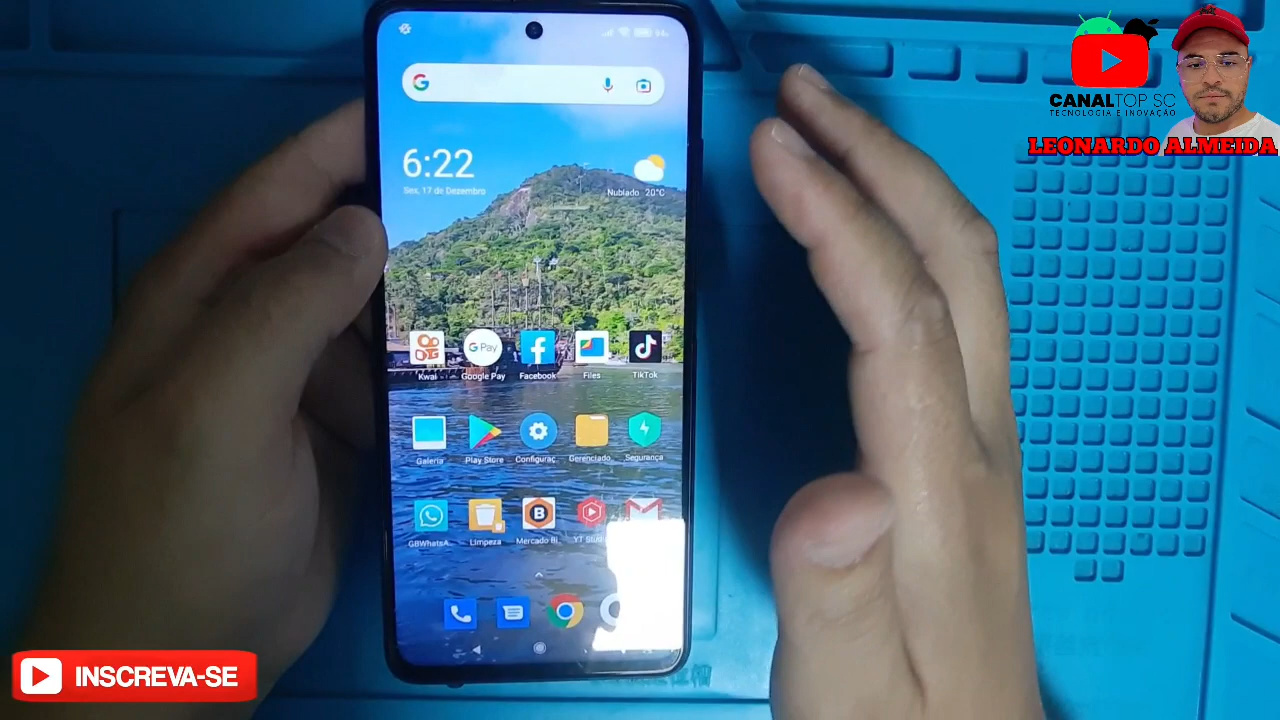 CANALTOP SC
TECNOLOGIA E INOVAÇÃO
LEONARDO ALMEIDA
6:22
Sex, 17 de Dezembro
Nublado 20°C
Kwai
G Pay
Google Pay
Facebook
Files
TikTok
Galeria
Play Store
Configuraç...
Gerenciado...
Segurança
GBWhatsA...
Limpeza
Mercado Bi...
INSCREVA-SE